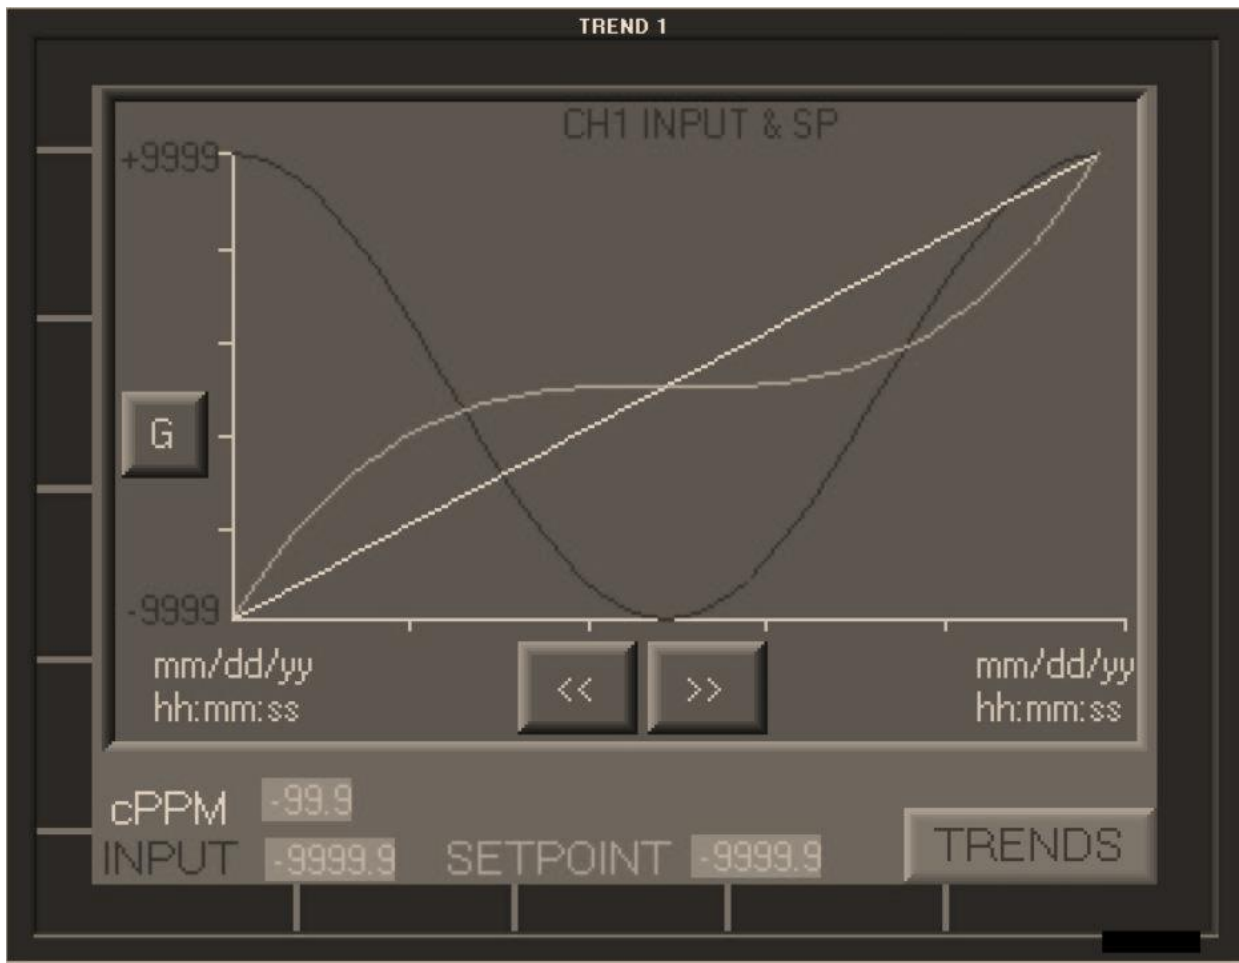 TREND 1
CH1 INPUT & SP
+9999
G
-9999
mm/dd/yy
hh:mm:ss
<< >>
mm/dd/yy
hh:mm:ss
cPPM -99.9
INPUT -9999.9 SETPOINT -9999.9 TRENDS